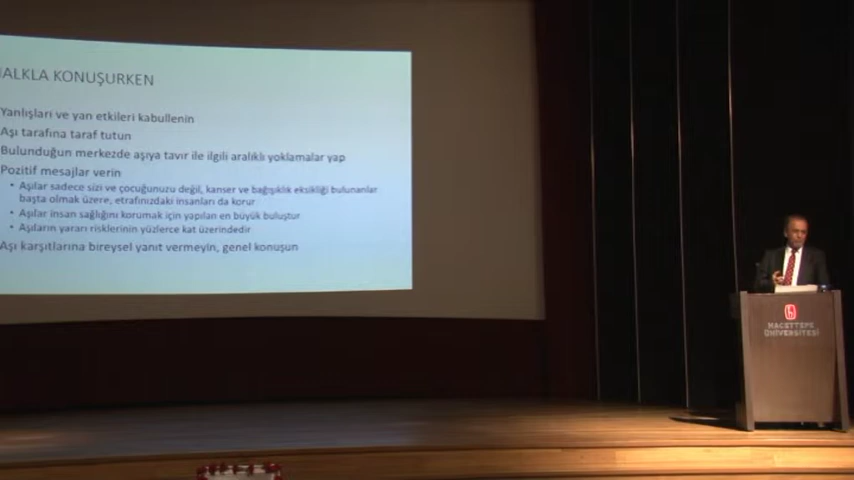 HALKLA KONUŞURKEN
Yanlışları ve yan etkileri kabullenin
Aşı tarafına taraf tutun
Bulunduğun merkezde aşıya tavır ile ilgili aralıklı yoklamalar yap
Pozitif mesajlar verin
• Aşılar sadece sizi ve çocuğunuzu değil, kanser ve bağışıklık eksikliği bulunanlar
başta olmak üzere, etrafınızdaki insanları da korur
• Aşılar insan sağlığını korumak için yapılan en büyük buluştur
• Aşıların yararı risklerinin yüzlerce kat üzerindedir
Aşı karşıtlarına bireysel yanıt vermeyin, genel konuşun
HACETTEPE
ÜNİVERSİTESİ